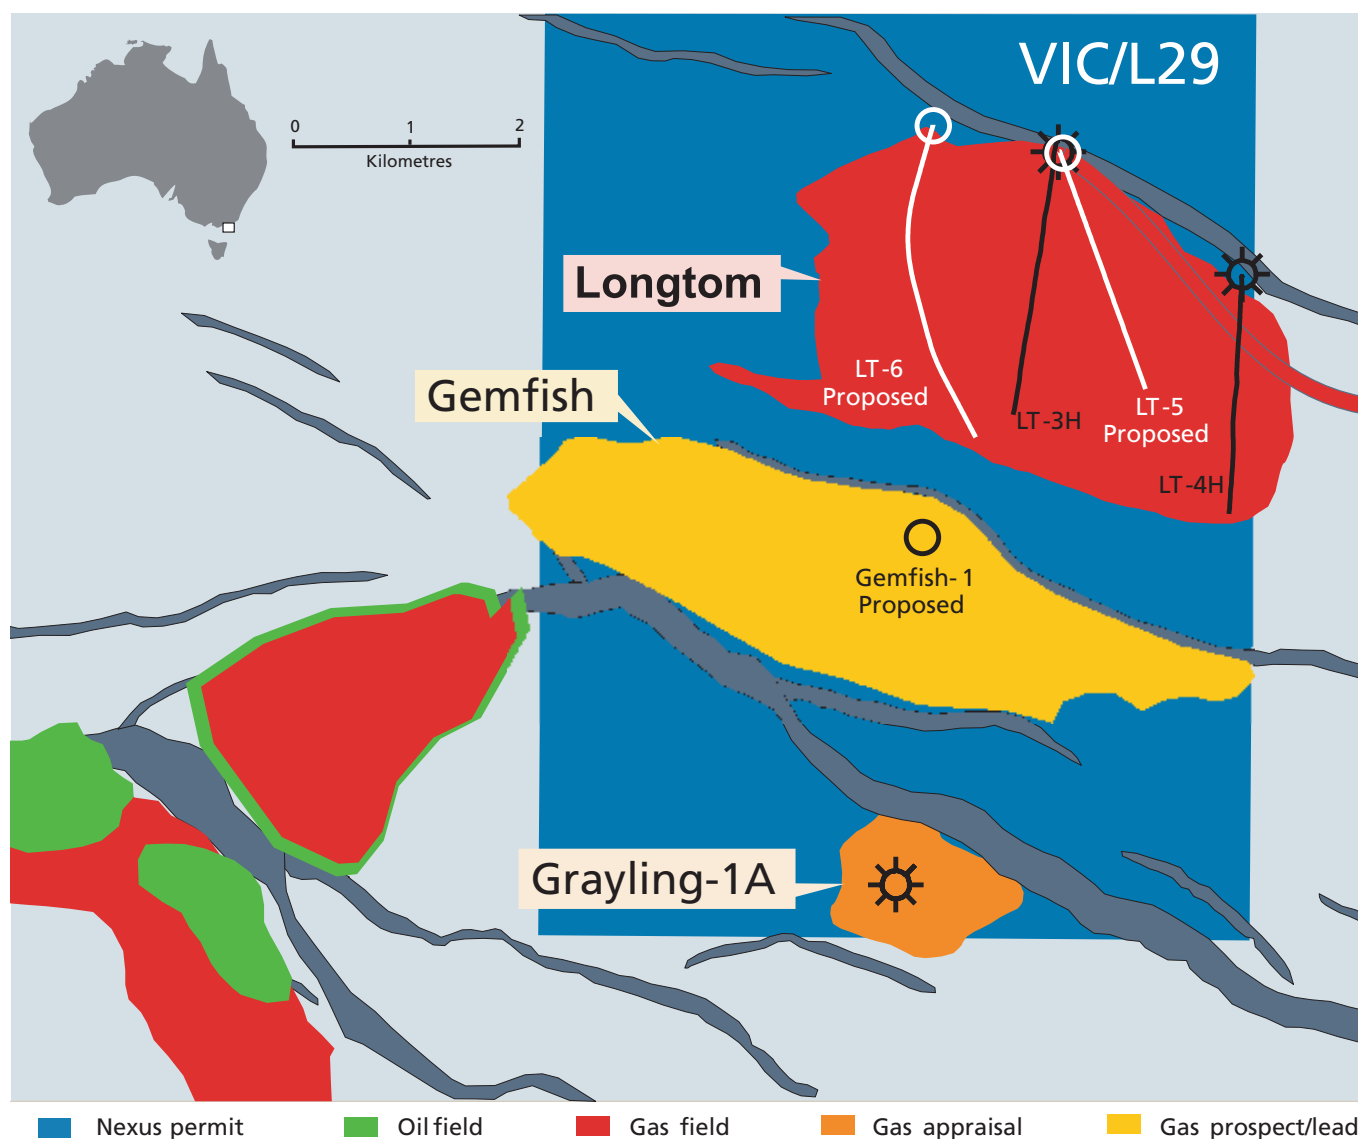 VIC/L29
0 1 2
Kilometres
Longtom
Gemfish
LT-6
Proposed
LT-3H
LT-5
Proposed
LT-4H
Gemfish-1
Proposed
Grayling-1A
Nexus permit
Oil field
Gas field
Gas appraisal
Gas prospect/lead